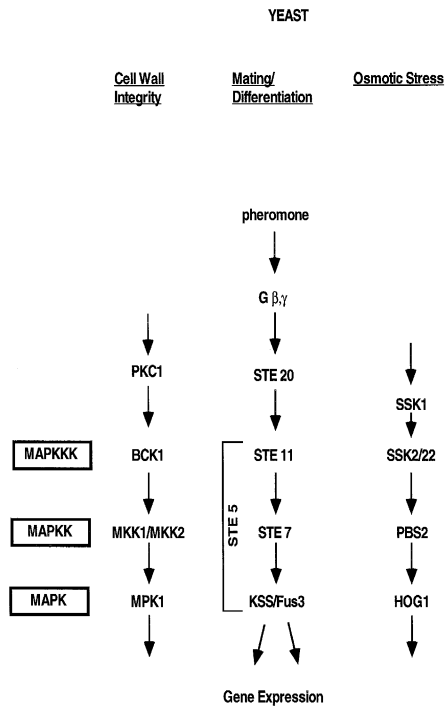 YEAST
Cell Wall
Integrity
Mating/
Differentiation
Osmotic Stress
pheromone
G β,γ
PKC1
STE 20
SSK1
MAPKKK
BCK1
STE 11
SSK2/22
STE 5
MAPKK
MKK1/MKK2
STE 7
PBS2
MAPK
MPK1
KSS/Fus3
HOG1
Gene Expression